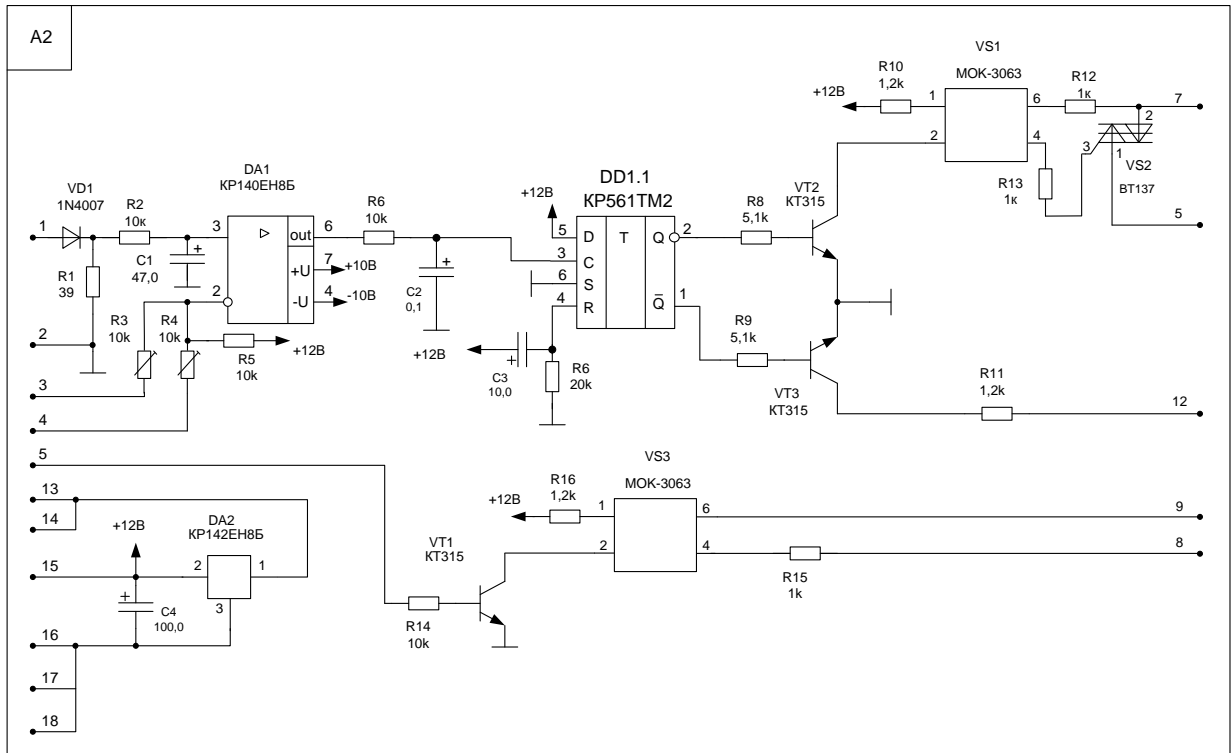 A2
VS1
МОК-3063
R10
1,2k
R12
1к
+12В
1
6
7
2
2
4
3
1
VS2
ВТ137
R13
1к
5
DA1
КР140ЕН8Б
DD1.1
КР561ТМ2
VD1
1N4007
R2
10к
R6
10k
+12В
R8
5,1k
VT2
КТ315
1
3
out
6
5
D
T
Q
2
C1
47,0
+U
7
+10В
3
C
R1
39
-U
4
-10В
6
S
2
C2
0,1
4
R
Q
1
R3
10k
R4
10k
R9
5,1k
2
R5
10k
+12В
+12В
C3
10,0
R6
20k
VT3
КТ315
R11
1,2k
3
12
4
5
VS3
МОК-3063
13
R16
1,2k
14
DA2
КР142ЕН8Б
+12В
1
6
9
+12В
VT1
КТ315
2
4
8
15
2
1
R15
1k
3
C4
100,0
R14
10k
16
17
18